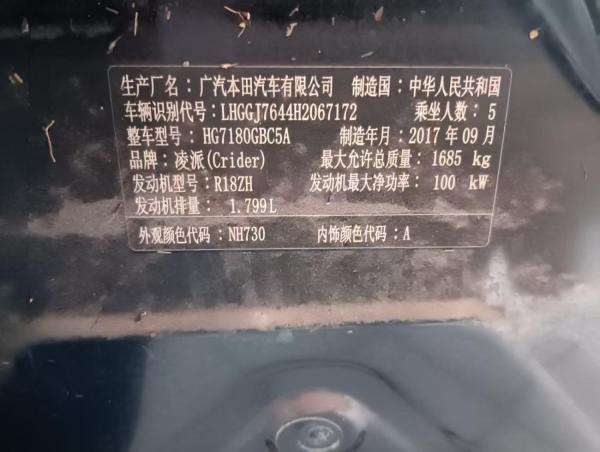 生产厂名：广汽本田汽车有限公司 制造国：中华人民共和国
车辆识别代号：LHGGJ7644H2067172 乘坐人数：5
整车型号：HG7180GBC5A 制造年月：2017年09月
品牌：凌派(Crider) 最大允许总质量：1685 kg
发动机型号：R18ZH 发动机最大净功率：100 kW
发动机排量：1.799L
外观颜色代码：NH730 内饰颜色代码：A